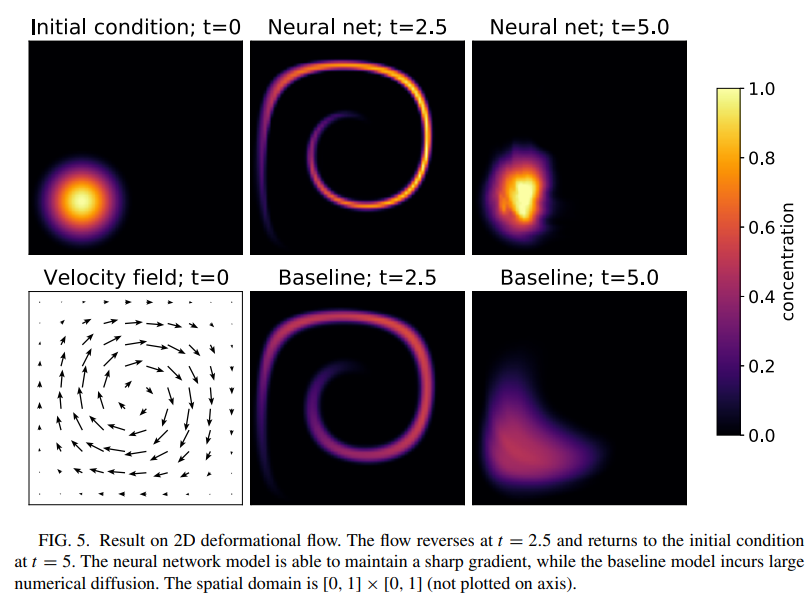 Initial condition; t=0
Neural net; t=2.5
Neural net; t=5.0
Velocity field; t=0
Baseline; t=2.5
Baseline; t=5.0
1.0
0.8
0.6
0.4
0.2
0.0
concentration
FIG. 5. Result on 2D deformational flow. The flow reverses at t = 2.5 and returns to the initial condition
at t = 5. The neural network model is able to maintain a sharp gradient, while the baseline model incurs large
numerical diffusion. The spatial domain is [0, 1] × [0, 1] (not plotted on axis).